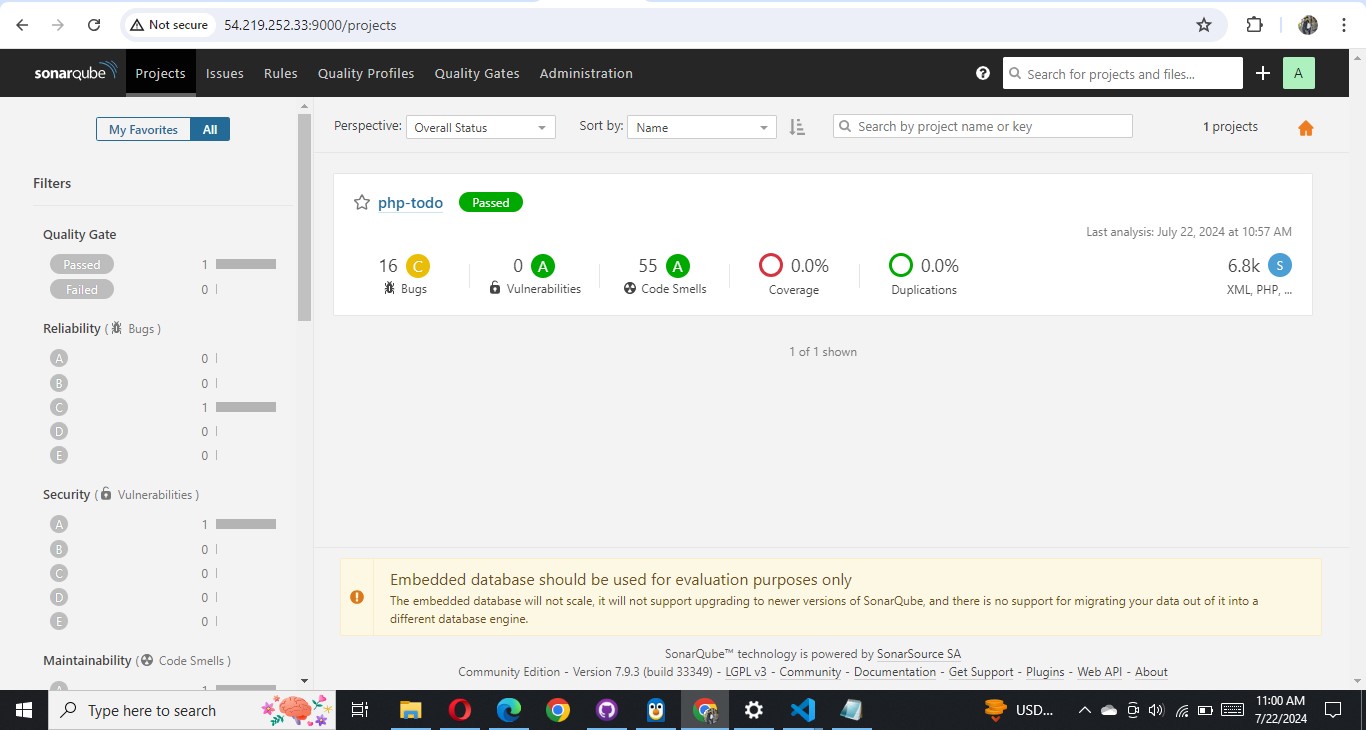 Not secure 54.219.252.33:9000/projects
sonarqube Projects Issues Rules Quality Profiles Quality Gates Administration Search for projects and files... A
My Favorites All
Perspective: Overall Status Sort by: Name Search by project name or key 1 projects
Filters
php-todo Passed
Last analysis: July 22, 2024 at 10:57 AM
Quality Gate
Passed 1
Failed 0
16 C 0 A 55 A 0.0% 0.0% 6.8k S
Bugs Vulnerabilities Code Smells Coverage Duplications XML, PHP, ...
Reliability ( Bugs )
A 0
B 0
C 1
D 0
E 0
1 of 1 shown
Security ( Vulnerabilities )
A 1
B 0
C 0
D 0
E 0
Maintainability ( Code Smells )
A 1
Embedded database should be used for evaluation purposes only
The embedded database will not scale, it will not support upgrading to newer versions of SonarQube, and there is no support for migrating your data out of it into a
different database engine.
SonarQube™ technology is powered by SonarSource SA
Community Edition - Version 7.9.3 (build 33349) - LGPL v3 - Community - Documentation - Get Support - Plugins - Web API - About
Type here to search USD... 11:00 AM
7/22/2024